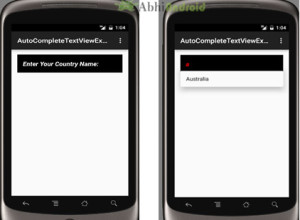 AbhiAndroid
1:04
AutoCompleteTextViewEx...
Enter Your Country Name:
1:04
AutoCompleteTextViewEx...
Australia